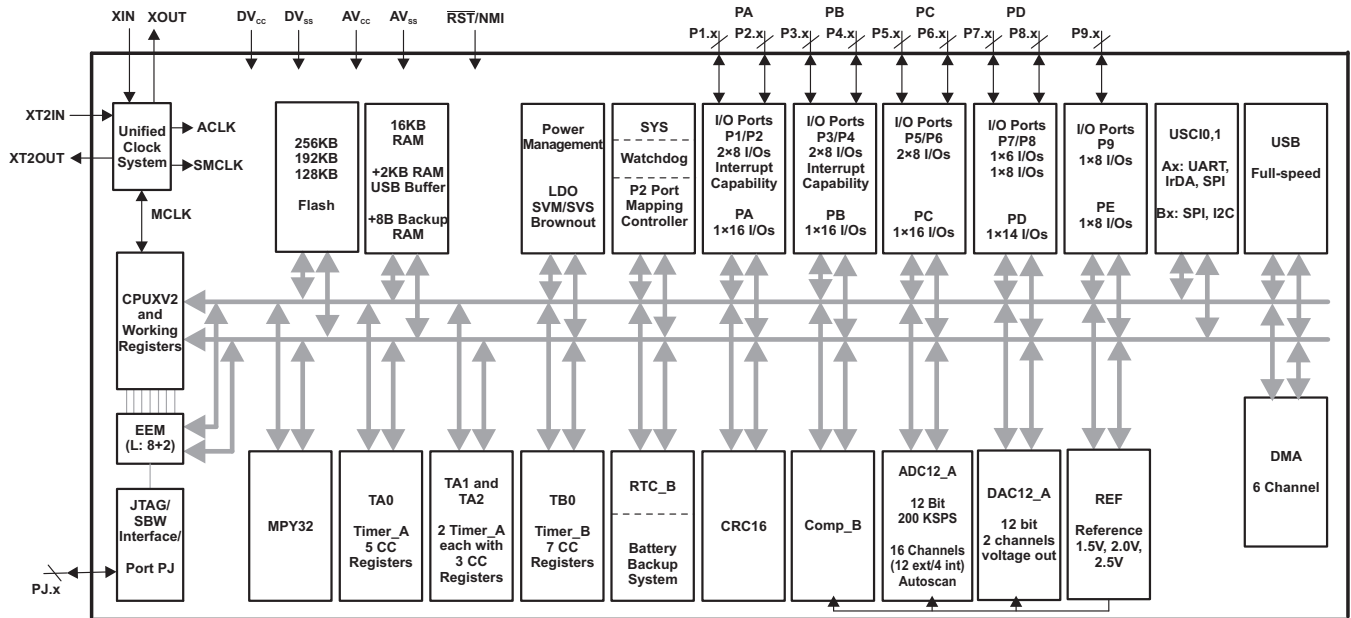 XIN XOUT DVCC DVSS AVCC AVSS RST/NMI PA PB PC PD
P1.x P2.x P3.x P4.x P5.x P6.x P7.x P8.x P9.x
XT2IN
XT2OUT
Unified
Clock
System
ACLK
SMCLK
MCLK
256KB
192KB
128KB
Flash
16KB
RAM
+2KB RAM
USB Buffer
+8B Backup
RAM
Power
Management
LDO
SVM/SVS
Brownout
SYS
Watchdog
P2 Port
Mapping
Controller
I/O Ports
P1/P2
2×8 I/Os
Interrupt
Capability
PA
1×16 I/Os
I/O Ports
P3/P4
2×8 I/Os
Interrupt
Capability
PB
1×16 I/Os
I/O Ports
P5/P6
2×8 I/Os
PC
1×16 I/Os
I/O Ports
P7/P8
1×6 I/Os
1×8 I/Os
PD
1×14 I/Os
I/O Ports
P9
1×8 I/Os
PE
1×8 I/Os
USCI0,1
Ax: UART,
IrDA, SPI
Bx: SPI, I2C
USB
Full-speed
CPUXV2
and
Working
Registers
EEM
(L: 8+2)
JTAG/
SBW
Interface/
Port PJ
PJ.x
MPY32
TA0
Timer_A
5 CC
Registers
TA1 and
TA2
2 Timer_A
each with
3 CC
Registers
TB0
Timer_B
7 CC
Registers
RTC_B
Battery
Backup
System
CRC16
Comp_B
ADC12_A
12 Bit
200 KSPS
16 Channels
(12 ext/4 int)
Autoscan
DAC12_A
12 bit
2 channels
voltage out
REF
Reference
1.5V, 2.0V,
2.5V
DMA
6 Channel